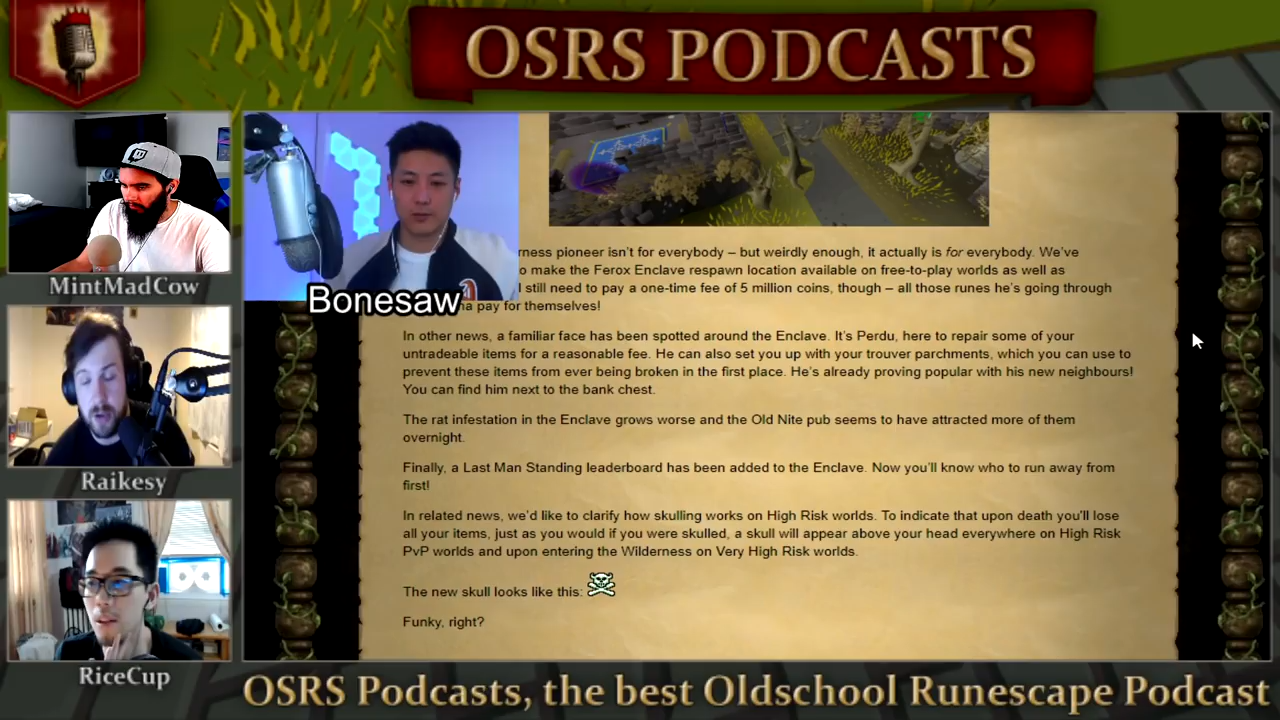 OSRS PODCASTS
MintMadCow
Raikesy
RiceCup
Bonesaw
rness pioneer isn't for everybody – but weirdly enough, it actually is for everybody. We've
o make the Ferox Enclave respawn location available on free-to-play worlds as well as
l still need to pay a one-time fee of 5 million coins, though – all those runes he's going through
na pay for themselves!
In other news, a familiar face has been spotted around the Enclave. It's Perdu, here to repair some of your
untradeable items for a reasonable fee. He can also set you up with your trouver parchments, which you can use to
prevent these items from ever being broken in the first place. He's already proving popular with his new neighbours!
You can find him next to the bank chest.
The rat infestation in the Enclave grows worse and the Old Nite pub seems to have attracted more of them
overnight.
Finally, a Last Man Standing leaderboard has been added to the Enclave. Now you'll know who to run away from
first!
In related news, we'd like to clarify how skulling works on High Risk worlds. To indicate that upon death you'll lose
all your items, just as you would if you were skulled, a skull will appear above your head everywhere on High Risk
PvP worlds and upon entering the Wilderness on Very High Risk worlds.
The new skull looks like this:
Funky, right?
OSRS Podcasts, the best Oldschool Runescape Podcast